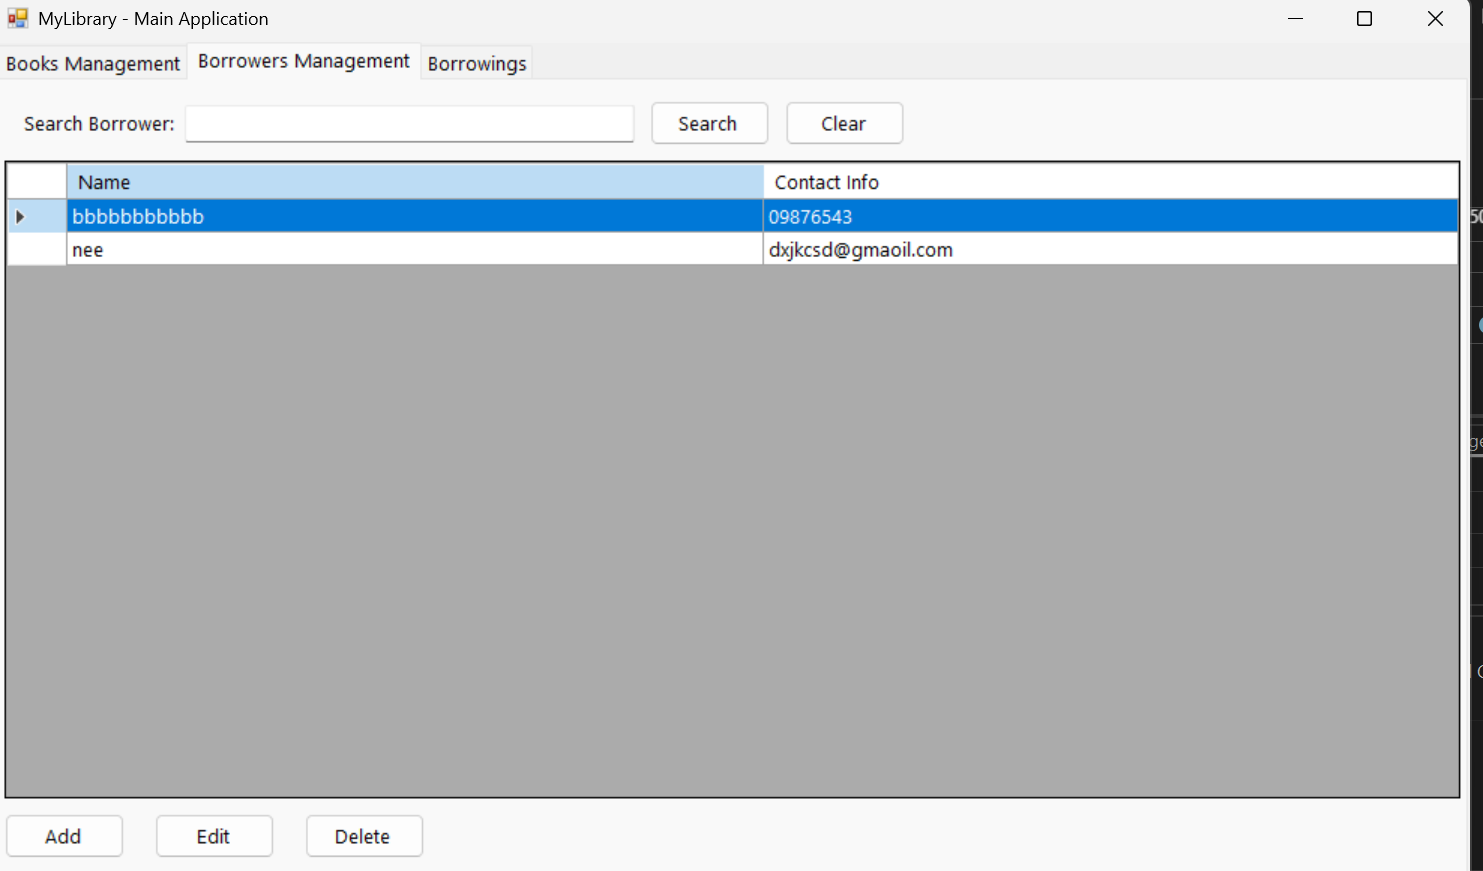 MyLibrary - Main Application
Books Management Borrowers Management Borrowings
Search Borrower: Search Clear
Name Contact Info
bbbbbbbbbbb 09876543
nee dxjkcsd@gmaoil.com
Add Edit Delete